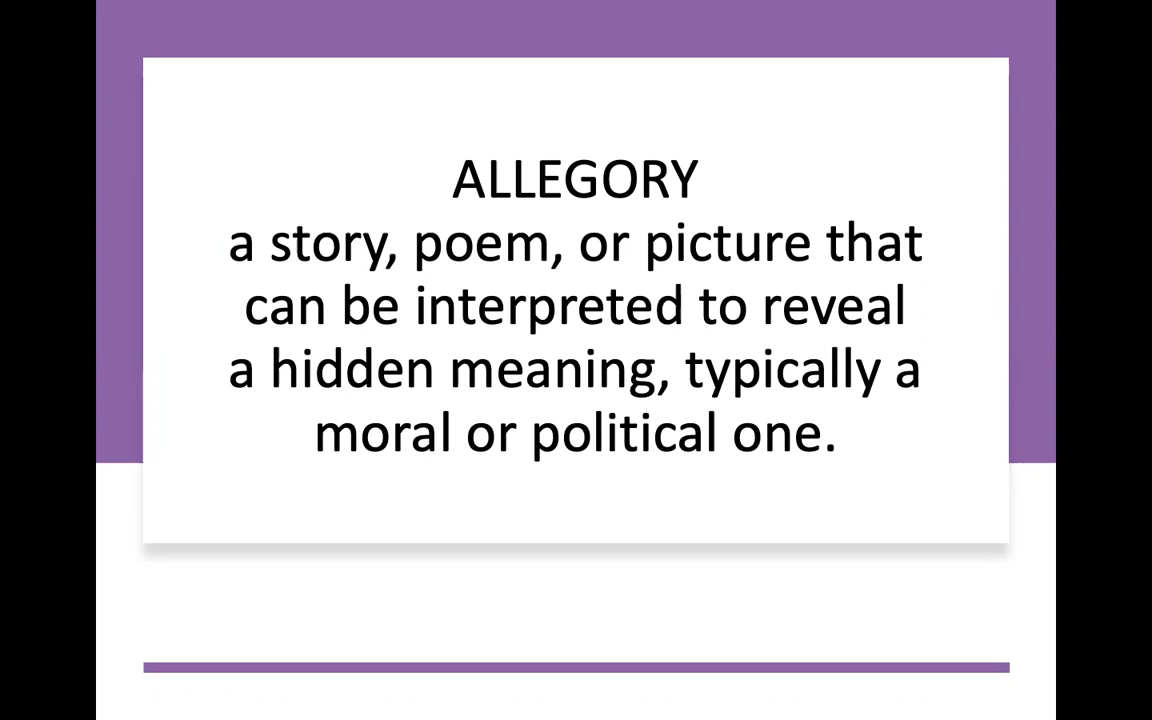 ALLEGORY
a story, poem, or picture that
can be interpreted to reveal
a hidden meaning, typically a
moral or political one.